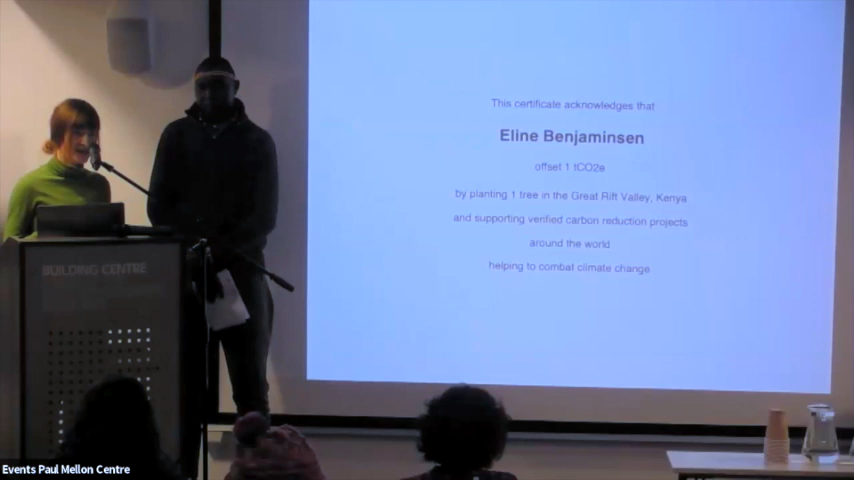 This certificate acknowledges that
Eline Benjaminsen
offset 1 tCO2e
by planting 1 tree in the Great Rift Valley, Kenya
and supporting verified carbon reduction projects
around the world
helping to combat climate change
BUILDING CENTRE
Events Paul Mellon Centre